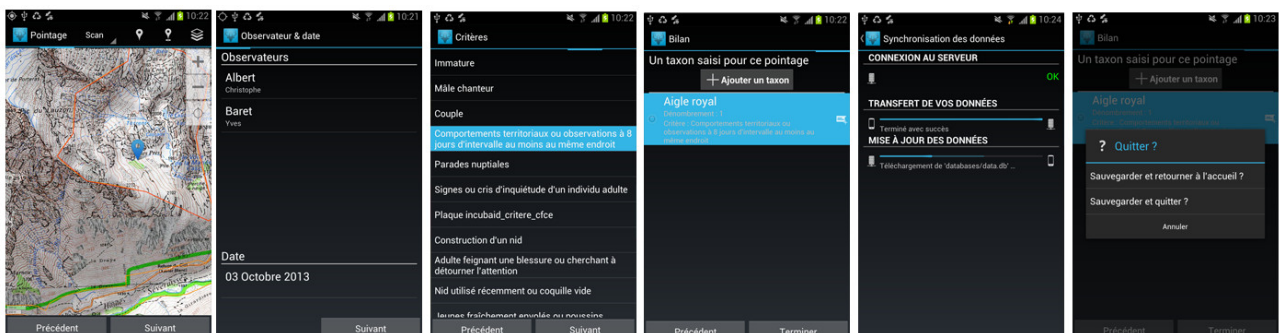 10:22
Pointage Scan
Précédent Suivant
10:21
Observateur & date
Observateurs
Albert
Christophe
Baret
Yves
Date
03 Octobre 2013
Suivant
10:22
Critères
Immature
Mâle chanteur
Couple
Comportements territoriaux ou observations à 8
jours d'intervalle au moins au même endroit
Parades nuptiales
Signes ou cris d'inquiétude d'un individu adulte
Plaque incubaid_critere_cfce
Construction d'un nid
Adulte feignant une blessure ou cherchant à
détourner l'attention
Nid utilisé récemment ou coquille vide
Jeunes fraîchement envolés ou poussins
Précédent Suivant
10:22
Bilan
Un taxon saisi pour ce pointage
Ajouter un taxon
Aigle royal
Dénombrement : 1
Critère : Comportements territoriaux ou
observations à 8 jours d'intervalle au moins au
même endroit
Précédent Terminer
10:24
Synchronisation des données
CONNEXION AU SERVEUR
OK
TRANSFERT DE VOS DONNÉES
Terminé avec succès
MISE À JOUR DES DONNÉES
Téléchargement de 'databases/data.db' ...
10:23
Bilan
Un taxon saisi pour ce pointage
Ajouter un taxon
Aigle royal
Dénombrement : 1
? Quitter ?
Sauvegarder et retourner à l'accueil ?
Sauvegarder et quitter ?
Annuler
Précédent Terminer